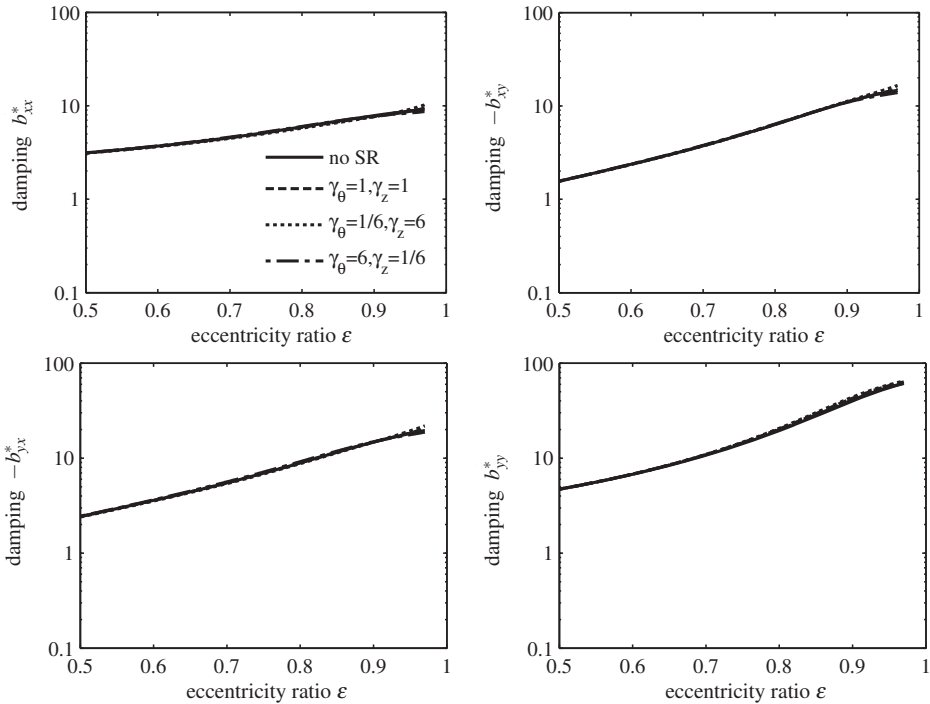 100
10
1
0.1
damping b*xx
no SR
γθ=1,γz=1
γθ=1/6,γz=6
γθ=6,γz=1/6
0.5 0.6 0.7 0.8 0.9 1
eccentricity ratio ε
100
10
1
0.1
damping −b*xy
0.5 0.6 0.7 0.8 0.9 1
eccentricity ratio ε
100
10
1
0.1
damping −b*yx
0.5 0.6 0.7 0.8 0.9 1
eccentricity ratio ε
100
10
1
0.1
damping b*yy
0.5 0.6 0.7 0.8 0.9 1
eccentricity ratio ε